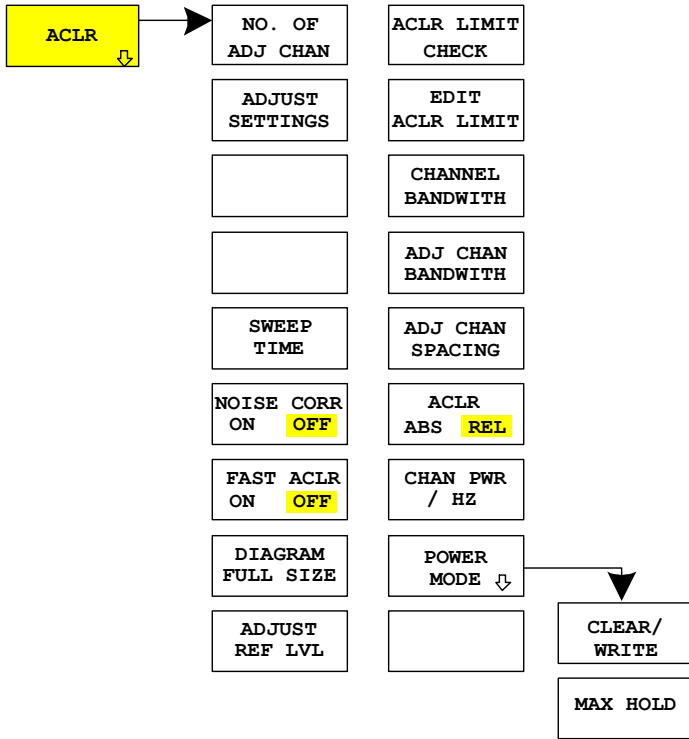 ACLR
NO. OF
ADJ CHAN
ADJUST
SETTINGS
SWEEP
TIME
NOISE CORR
ON OFF
FAST ACLR
ON OFF
DIAGRAM
FULL SIZE
ADJUST
REF LVL
ACLR LIMIT
CHECK
EDIT
ACLR LIMIT
CHANNEL
BANDWITH
ADJ CHAN
BANDWITH
ADJ CHAN
SPACING
ACLR
ABS REL
CHAN PWR
/ HZ
POWER
MODE
CLEAR/
WRITE
MAX HOLD